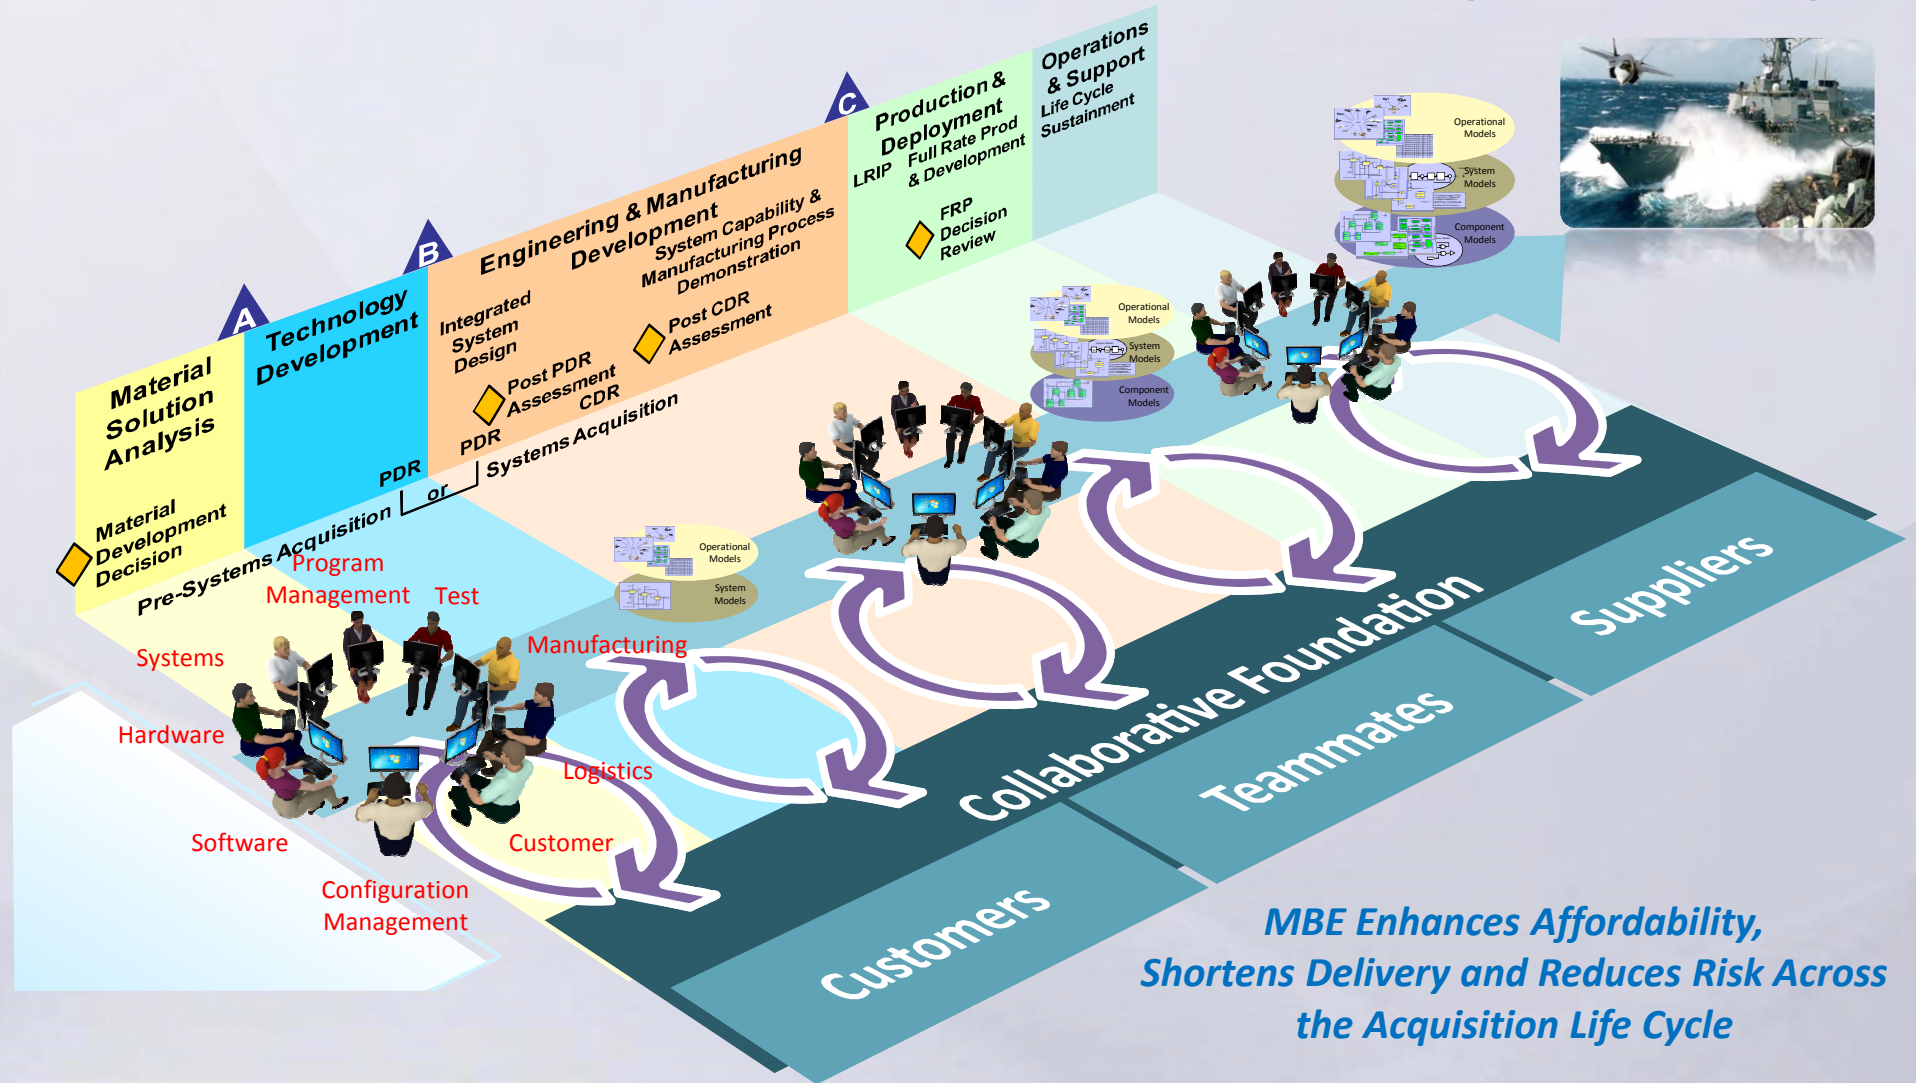 A
B
C
Material
Solution
Analysis
Material
Development
Decision
Technology
Development
PDR
Engineering & Manufacturing
Development
Integrated
System
Design
System Capability &
Manufacturing Process
Demonstration
Post PDR
Assessment
Post CDR
Assessment
PDR
CDR
Production &
Deployment
LRIP
Full Rate Prod
& Development
FRP
Decision
Review
Operations
& Support
Life Cycle
Sustainment
Pre-Systems Acquisition
or
Systems Acquisition
Program
Management
Test
Systems
Manufacturing
Hardware
Logistics
Software
Customer
Configuration
Management
Operational
Models
System
Models
Operational
Models
System
Models
Component
Models
Operational
Models
System
Models
Component
Models
Collaborative Foundation
Customers
Teammates
Suppliers
MBE Enhances Affordability,
Shortens Delivery and Reduces Risk Across
the Acquisition Life Cycle